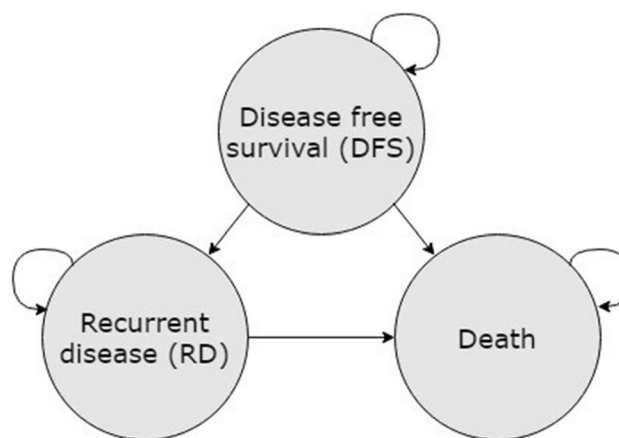 Disease free
survival (DFS)
Recurrent
disease (RD)
Death